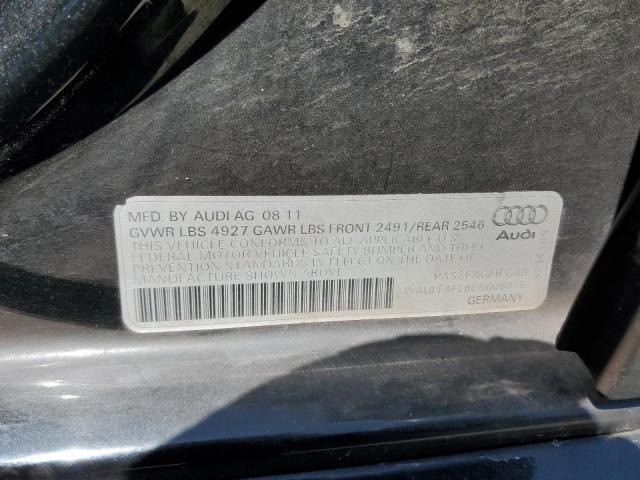 MFD. BY AUDI AG 08 11
GVWR LBS 4927 GAWR LBS FRONT 2491/REAR 2546
THIS VEHICLE CONFORMS TO ALL APPLICABLE U.S.
FEDERAL MOTOR VEHICLE SAFETY BUMPER AND THEFT
PREVENTION STANDARDS IN EFFECT ON THE DATE OF
MANUFACTURE SHOWN ABOVE
PASSENGER CAR
GERMANY
Audi